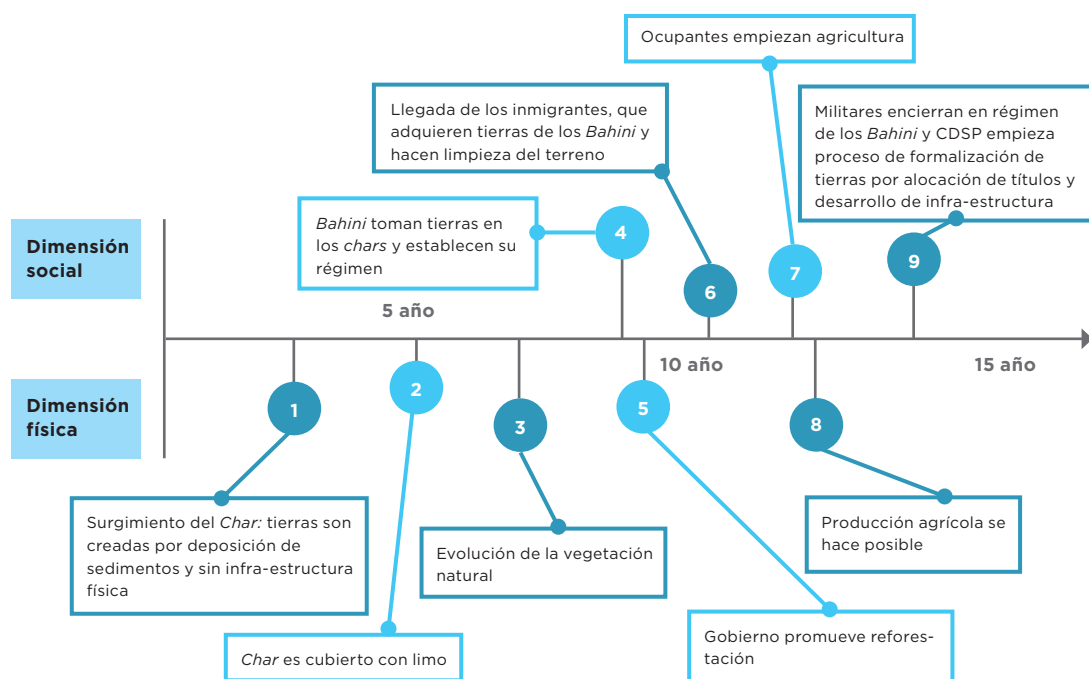 Ocupantes empiezan agricultura
Llegada de los inmigrantes, que
adquieren tierras de los Bahini y
hacen limpieza del terreno
Militares encierran en régimen
de los Bahini y CDSP empieza
proceso de formalización de
tierras por alocación de títulos y
desarrollo de infra-estructura
Bahini toman tierras en
los chars y establecen su
régimen
Dimensión
social
4
6
7
9
5 año
10 año
15 año
Dimensión
física
1
2
3
5
8
Surgimiento del Char: tierras son
creadas por deposición de
sedimentos y sin infra-estructura
física
Evolución de la vegetación
natural
Producción agrícola se
hace posible
Char es cubierto con limo
Gobierno promueve refores-
tación